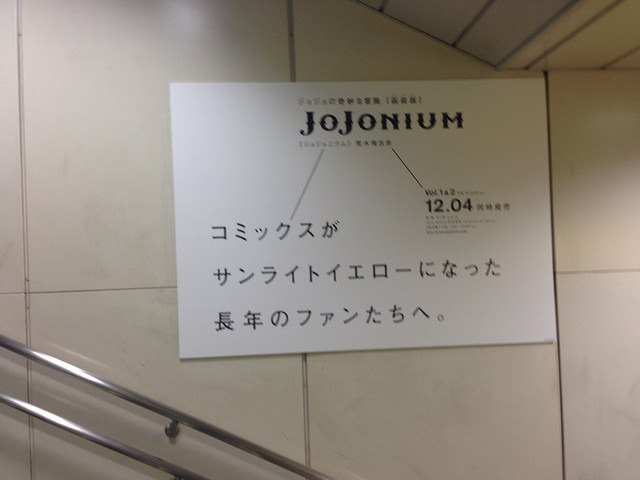 ジョジョの奇妙な冒険 [函装版]
JOJONIUM
[ジョジョニウム] 荒木飛呂彦
Vol.1&2
12.04 同時発売
コミックスが
サンライトイエローになった
長年のファンたちへ。